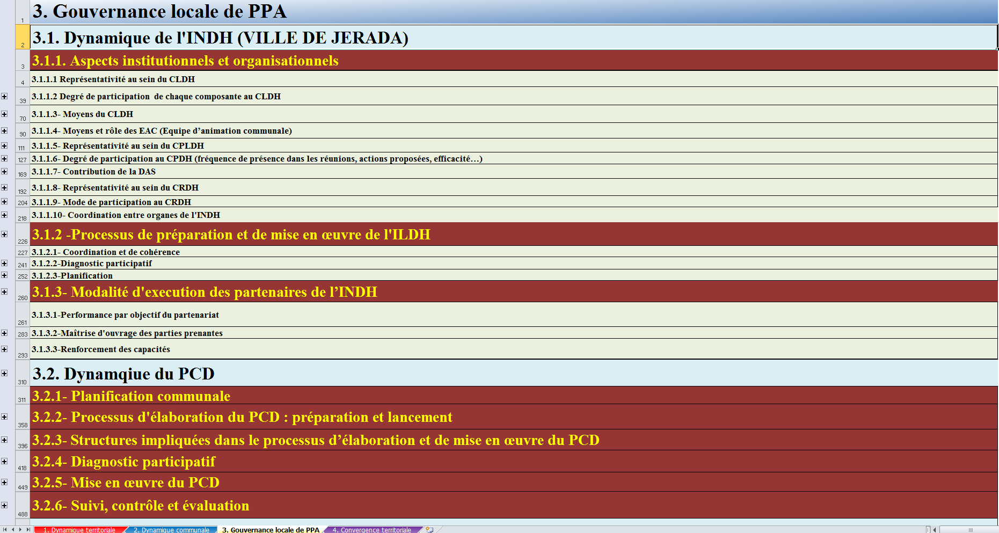 1 3. Gouvernance locale de PPA
2 3.1. Dynamique de l'INDH (VILLE DE JERADA)
3 3.1.1. Aspects institutionnels et organisationnels
4 3.1.1.1 Représentativité au sein du CLDH
39 3.1.1.2 Degré de participation  de chaque composante au CLDH
70 3.1.1.3- Moyens du CLDH
90 3.1.1.4- Moyens et rôle des EAC (Equipe d’animation communale)
111 3.1.1.5- Représentativité au sein du CPLDH
127 3.1.1.6- Degré de participation au CPDH (fréquence de présence dans les réunions, actions proposées, efficacité…)
169 3.1.1.7- Contribution de la DAS
192 3.1.1.8- Représentativité au sein du CRDH
204 3.1.1.9- Mode de participation au CRDH
218 3.1.1.10- Coordination entre organes de l'INDH
226 3.1.2 -Processus de préparation et de mise en œuvre de l'ILDH
227 3.1.2.1- Coordination et de cohérence
241 3.1.2.2-Diagnostic participatif
252 3.1.2.3-Planification
260 3.1.3- Modalité d'execution des partenaires de l’INDH
261 3.1.3.1-Performance par objectif du partenariat
283 3.1.3.2-Maîtrise d'ouvrage des parties prenantes
293 3.1.3.3-Renforcement des capacités
310 3.2. Dynamqiue du PCD
311 3.2.1- Planification communale
358 3.2.2- Processus d'élaboration du PCD : préparation et lancement
396 3.2.3- Structures impliquées dans le processus d’élaboration et de mise en œuvre du PCD
418 3.2.4- Diagnostic participatif
449 3.2.5- Mise en œuvre du PCD
488 3.2.6- Suivi, contrôle et évaluation
1. Dynamique territoriale 2. Dynamique communale 3. Gouvernance locale de PPA 4. Convergence territoriale